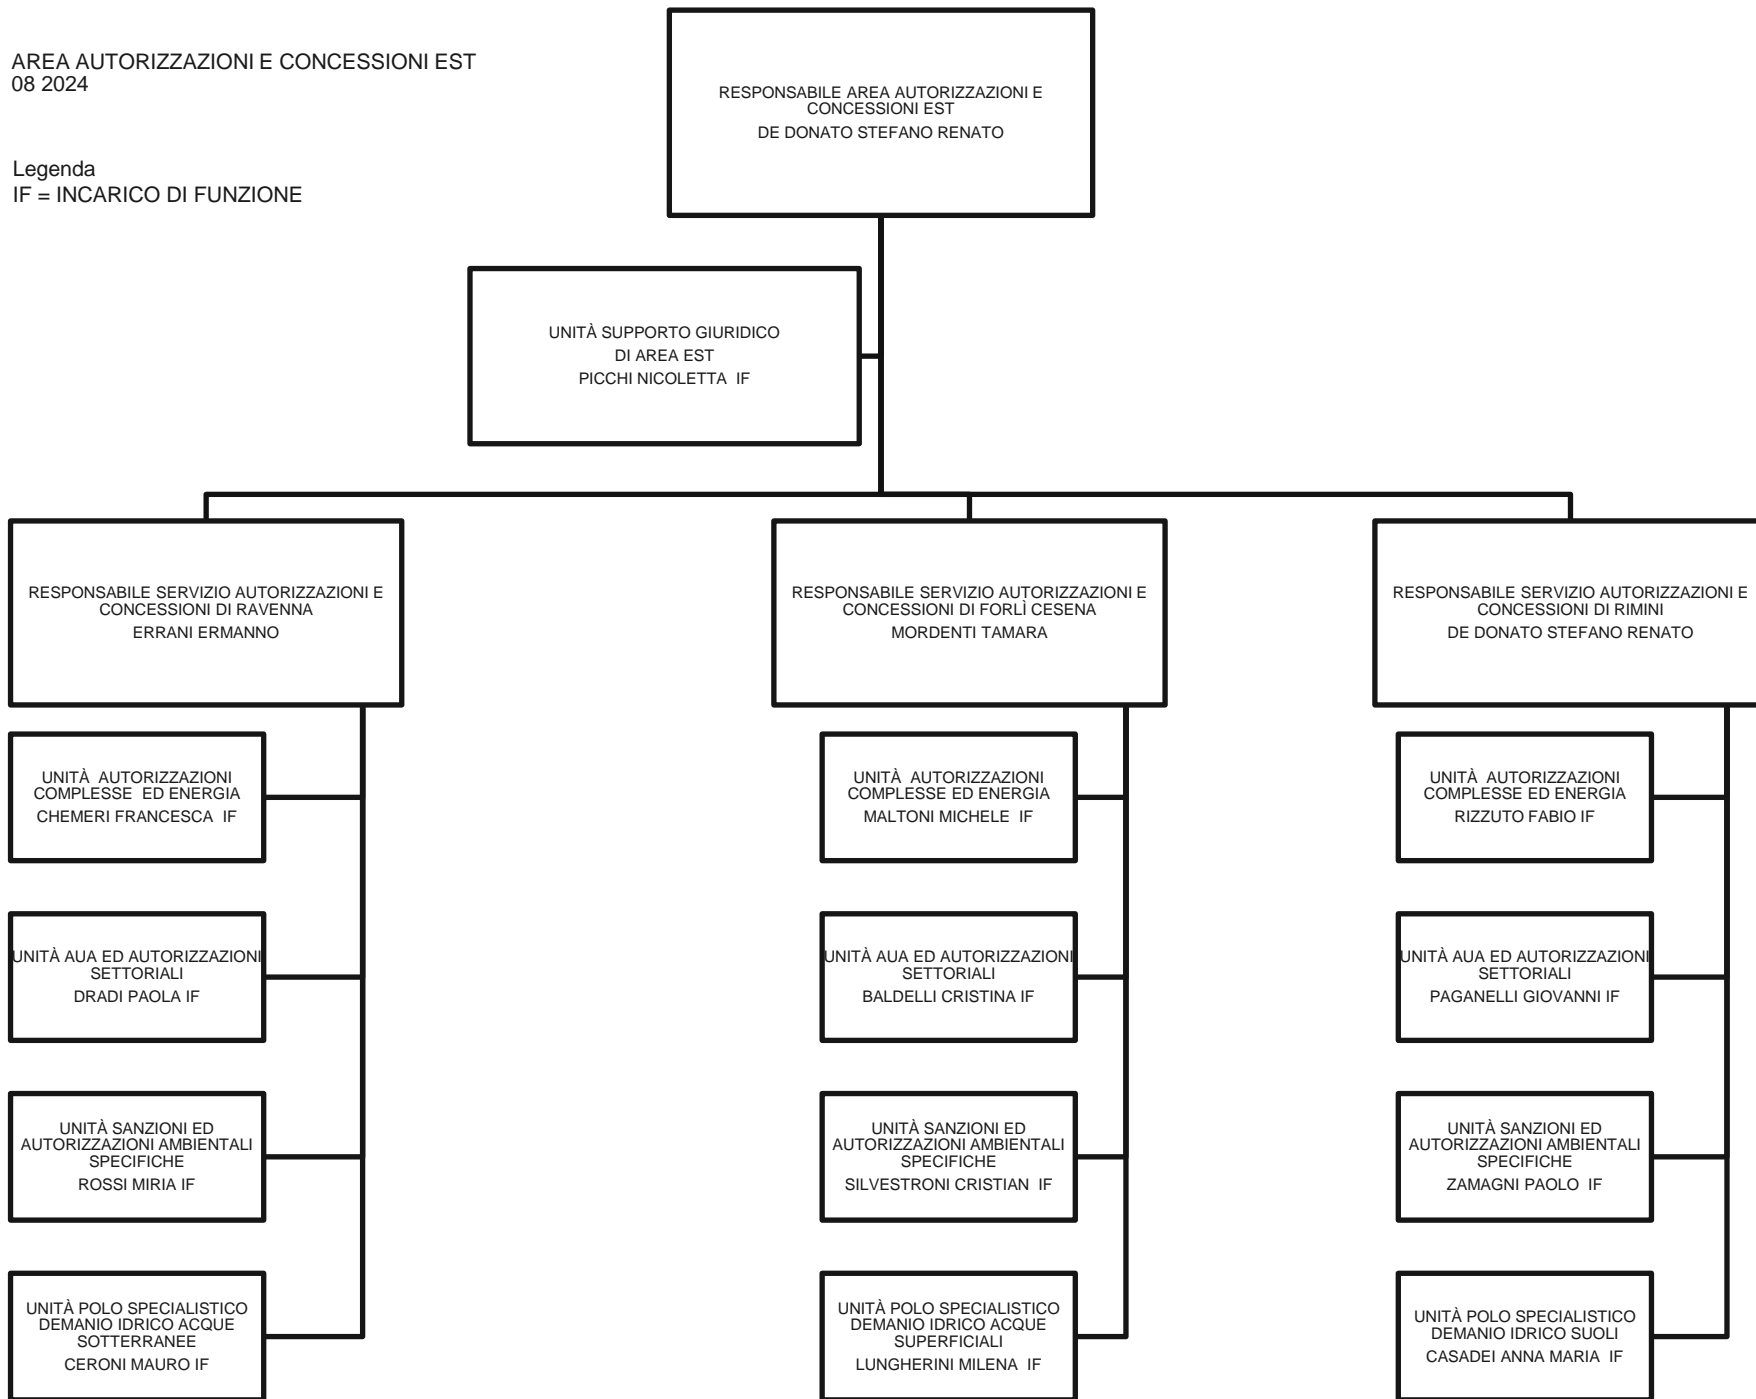 AREA AUTORIZZAZIONI E CONCESSIONI EST
08 2024
Legenda
IF = INCARICO DI FUNZIONE
RESPONSABILE AREA AUTORIZZAZIONI E
CONCESSIONI EST
DE DONATO STEFANO RENATO
UNITÀ SUPPORTO GIURIDICO
DI AREA EST
PICCHI NICOLETTA IF
RESPONSABILE SERVIZIO AUTORIZZAZIONI E
CONCESSIONI DI RAVENNA
ERRANI ERMANNO
UNITÀ AUTORIZZAZIONI
COMPLESSE ED ENERGIA
CHEMERI FRANCESCA IF
UNITÀ AUA ED AUTORIZZAZIONI
SETTORIALI
DRADI PAOLA IF
UNITÀ SANZIONI ED
AUTORIZZAZIONI AMBIENTALI
SPECIFICHE
ROSSI MIRIA IF
UNITÀ POLO SPECIALISTICO
DEMANIO IDRICO ACQUE
SOTTERRANEE
CERONI MAURO IF
RESPONSABILE SERVIZIO AUTORIZZAZIONI E
CONCESSIONI DI FORLÌ CESENA
MORDENTI TAMARA
UNITÀ AUTORIZZAZIONI
COMPLESSE ED ENERGIA
MALTONI MICHELE IF
UNITÀ AUA ED AUTORIZZAZIONI
SETTORIALI
BALDELLI CRISTINA IF
UNITÀ SANZIONI ED
AUTORIZZAZIONI AMBIENTALI
SPECIFICHE
SILVESTRONI CRISTIAN IF
UNITÀ POLO SPECIALISTICO
DEMANIO IDRICO ACQUE
SUPERFICIALI
LUNGHERINI MILENA IF
RESPONSABILE SERVIZIO AUTORIZZAZIONI E
CONCESSIONI DI RIMINI
DE DONATO STEFANO RENATO
UNITÀ AUTORIZZAZIONI
COMPLESSE ED ENERGIA
RIZZUTO FABIO IF
UNITÀ AUA ED AUTORIZZAZIONI
SETTORIALI
PAGANELLI GIOVANNI IF
UNITÀ SANZIONI ED
AUTORIZZAZIONI AMBIENTALI
SPECIFICHE
ZAMAGNI PAOLO IF
UNITÀ POLO SPECIALISTICO
DEMANIO IDRICO SUOLI
CASADEI ANNA MARIA IF